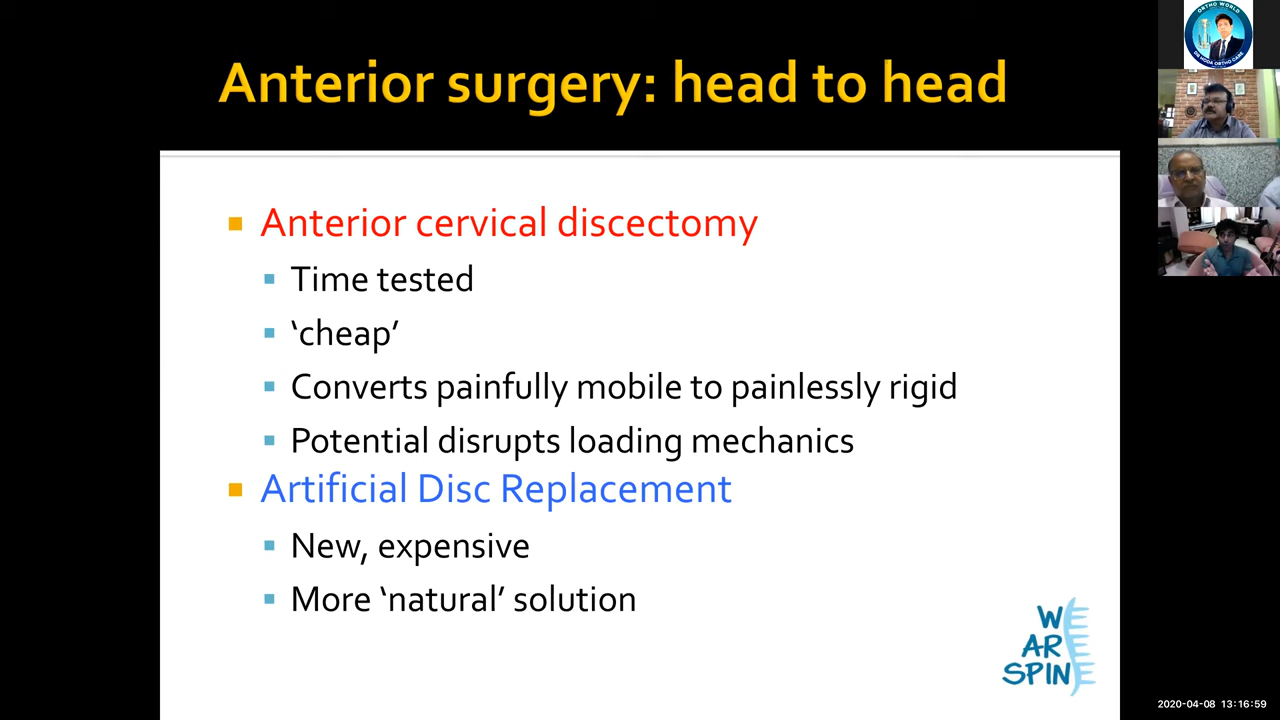 Anterior surgery: head to head
Anterior cervical discectomy
Time tested
‘cheap’
Converts painfully mobile to painlessly rigid
Potential disrupts loading mechanics
Artificial Disc Replacement
New, expensive
More ‘natural’ solution
WE
ARE
SPINE
ORTHO WORLD
2020-04-08 13:16:59